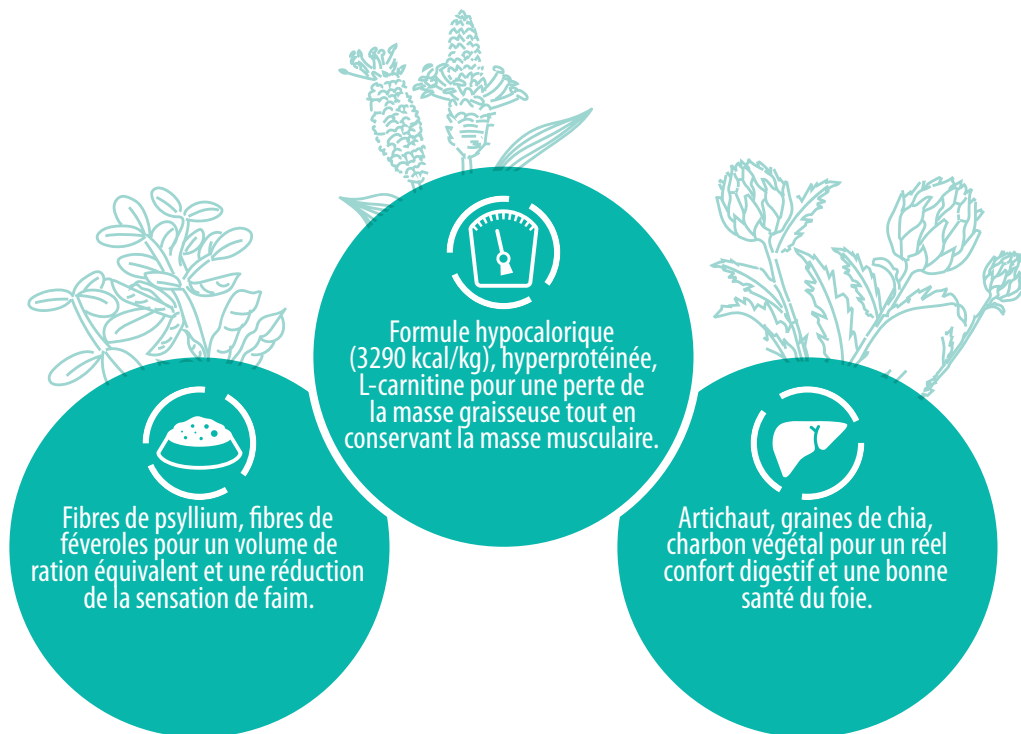 Formule hypocalorique
(3290 kcal/kg), hyperprotéinée,
L-carnitine pour une perte de
la masse graisseuse tout en
conservant la masse musculaire.
Fibres de psyllium, fibres de
féveroles pour un volume de
ration équivalent et une réduction
de la sensation de faim.
Artichaut, graines de chia,
charbon végétal pour un réel
confort digestif et une bonne
santé du foie.